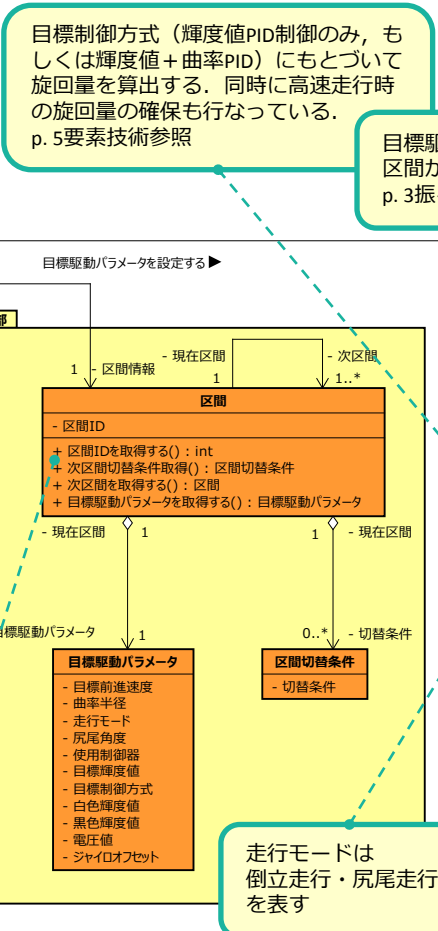 目標制御方式（輝度値PID制御のみ，も
しくは輝度値＋曲率PID）にもとづいて
旋回量を算出する．同時に高速走行時
の旋回量の確保も行なっている．
p. 5要素技術参照
目標駆
区間が
p. 3振
目標駆動パラメータを設定する▶
部
1 - 区間情報
- 現在区間
1
- 次区間
1..*
区間
- 区間ID
+ 区間IDを取得する() : int
+ 次区間切替条件取得() : 区間切替条件
+ 次区間を取得する() : 区間
+ 目標駆動パラメータを取得する() : 目標駆動パラメータ
- 現在区間 1
1 - 現在区間
目標駆動パラメータ 1
0..* - 切替条件
目標駆動パラメータ
- 目標前進速度
- 曲率半径
- 走行モード
- 尻尾角度
- 使用制御器
- 目標輝度値
- 目標制御方式
- 白色輝度値
- 黒色輝度値
- 電圧値
- ジャイロオフセット
区間切替条件
- 切替条件
走行モードは
倒立走行・尻尾走行
を表す